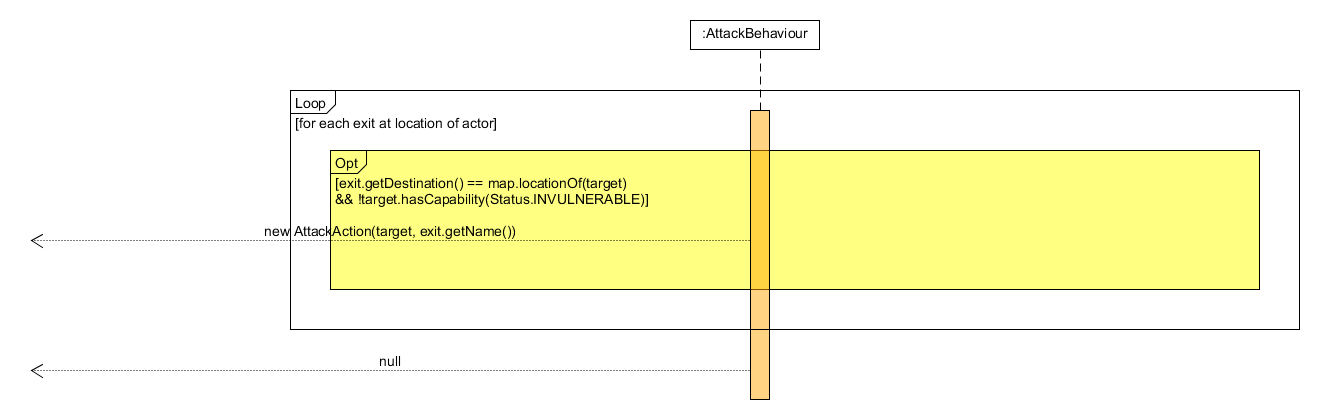 :AttackBehaviour
Loop
[for each exit at location of actor]
Opt
[exit.getDestination() == map.locationOf(target)
&& !target.hasCapability(Status.INVULNERABLE)]
new AttackAction(target, exit.getName())
null